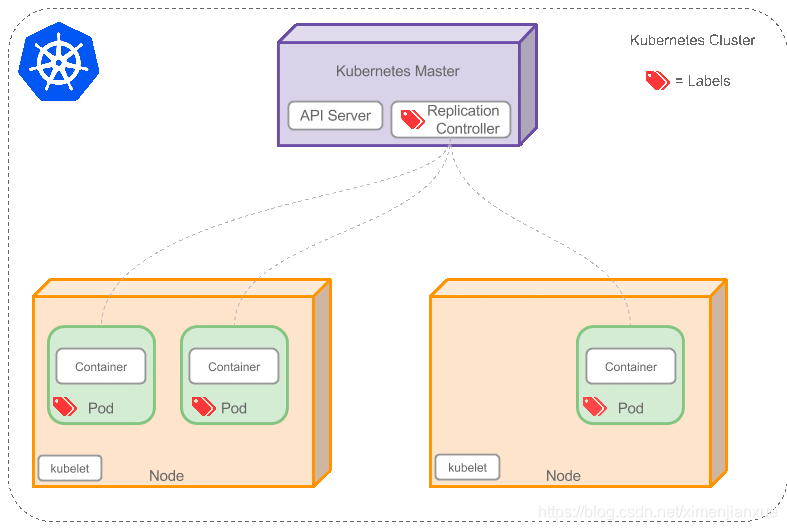 Kubernetes Cluster
= Labels
Kubernetes Master
API Server
Replication
Controller
Container
Pod
Container
Pod
kubelet
Node
Container
Pod
kubelet
Node
https://blog.csdn.net/ximenjianxue